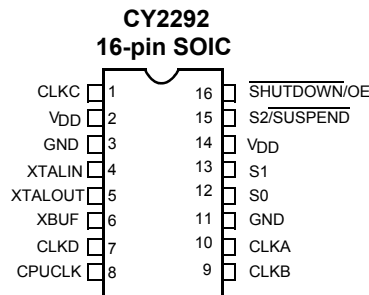 CY2292
16-pin SOIC
CLKC 1 16 SHUTDOWN/OE
VDD 2 15 S2/SUSPEND
GND 3 14 VDD
XTALIN 4 13 S1
XTALOUT 5 12 S0
XBUF 6 11 GND
CLKD 7 10 CLKA
CPUCLK 8 9 CLKB